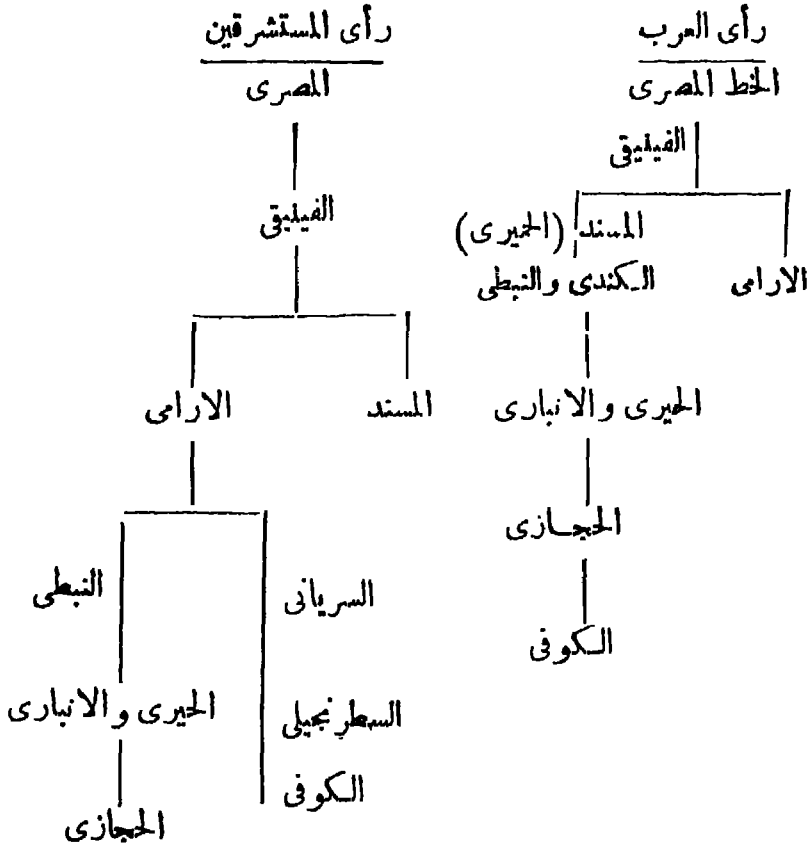 رأى العرب
الخط المصرى
الفينيقى
المسند (الحميرى)
الارامى
الكندى والنبطى
الحيرى والانبارى
الحجازى
الكوفى
رأى المستشرقين
المصرى
الفينيقى
المسند
الارامى
السريانى
النبطى
السطرنجيلى
الحيرى والانبارى
الكوفى
الحجازى